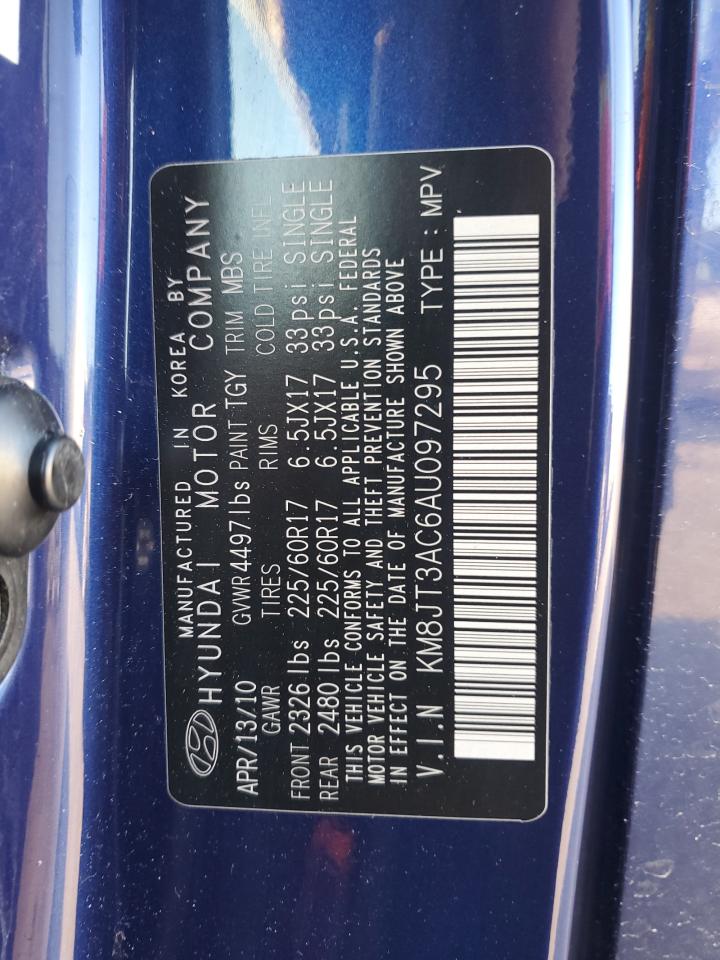 MANUFACTURED IN KOREA BY
HYUNDAI MOTOR COMPANY
APR/13/10 GVWR 4497 lbs PAINT TGY TRIM MBS
GAWR TIRES RIMS COLD TIRE INFL
FRONT 2326 lbs 225/60R17 6.5JX17 33psi SINGLE
REAR 2480 lbs 225/60R17 6.5JX17 33psi SINGLE
THIS VEHICLE CONFORMS TO ALL APPLICABLE U.S.A. FEDERAL
MOTOR VEHICLE SAFETY AND THEFT PREVENTION STANDARDS
IN EFFECT ON THE DATE OF MANUFACTURE SHOWN ABOVE
V.I.N KM8JT3AC6AU097295 TYPE : MPV